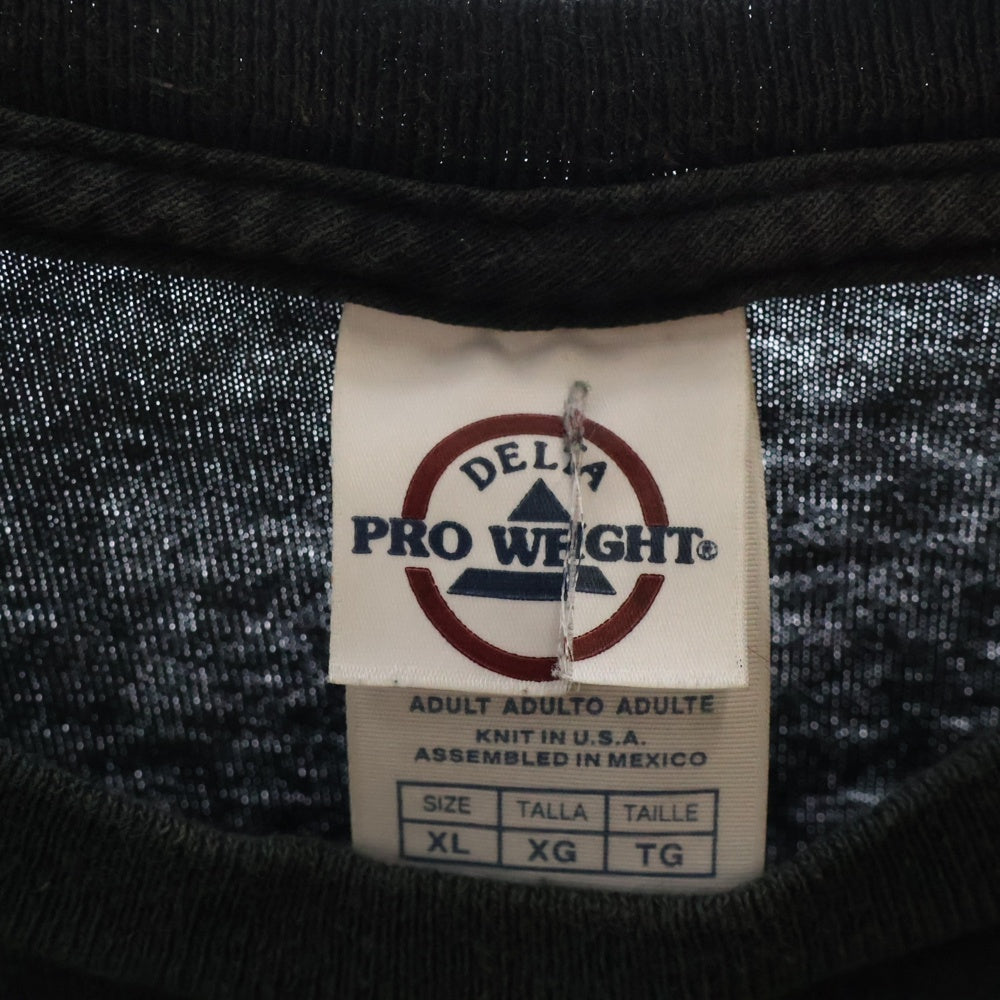 DELTA
PRO WEIGHT®
ADULT ADULTO ADULTE
KNIT IN U.S.A.
ASSEMBLED IN MEXICO
SIZE TALLA TAILLE
XL XG TG